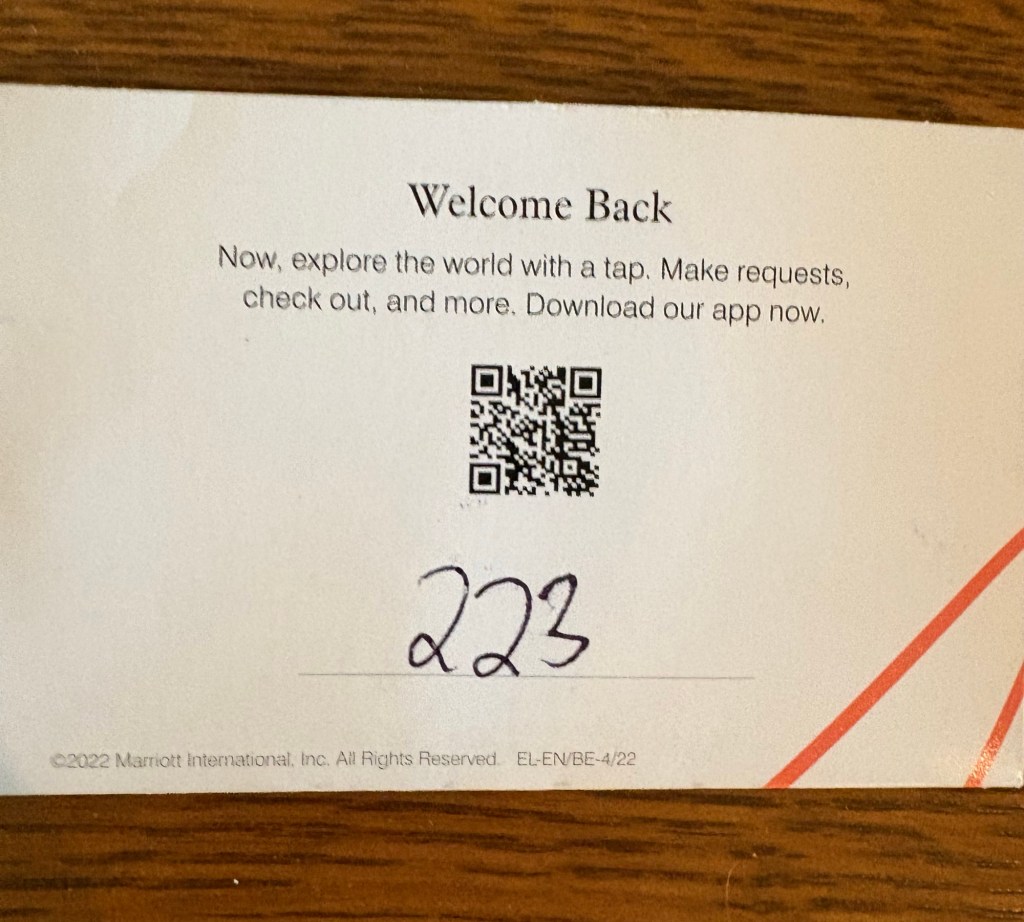 Welcome Back
Now, explore the world with a tap. Make requests,
check out, and more. Download our app now.
223
©2022 Marriott International, Inc. All Rights Reserved. EL-EN/BE-4/22